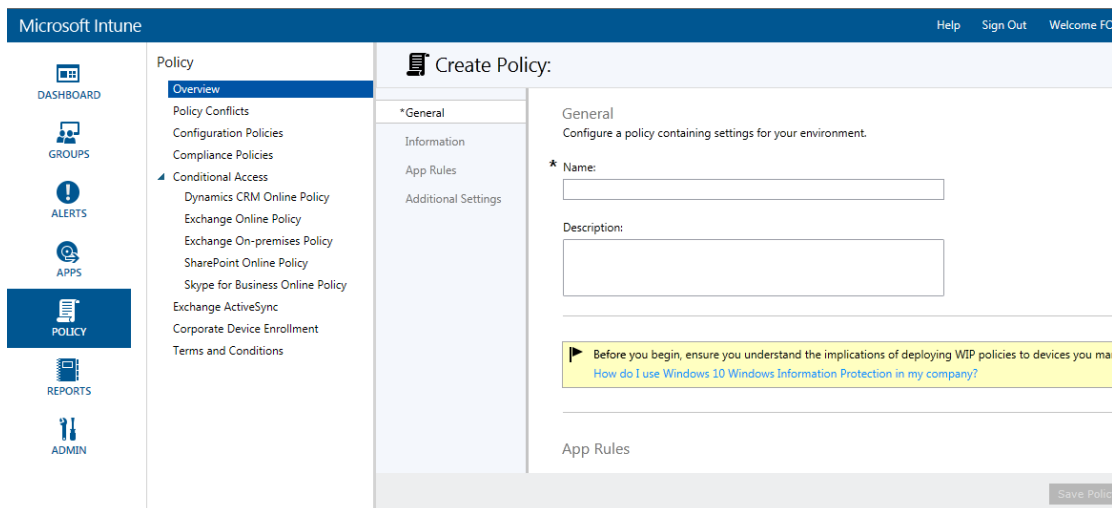 Microsoft Intune
Help Sign Out Welcome FO
DASHBOARD
GROUPS
ALERTS
APPS
POLICY
REPORTS
ADMIN
Policy
Overview
Policy Conflicts
Configuration Policies
Compliance Policies
Conditional Access
Dynamics CRM Online Policy
Exchange Online Policy
Exchange On-premises Policy
SharePoint Online Policy
Skype for Business Online Policy
Exchange ActiveSync
Corporate Device Enrollment
Terms and Conditions
Create Policy:
*General
Information
App Rules
Additional Settings
General
Configure a policy containing settings for your environment.
* Name:
Description:
Before you begin, ensure you understand the implications of deploying WIP policies to devices you ma
How do I use Windows 10 Windows Information Protection in my company?
App Rules
Save Polic